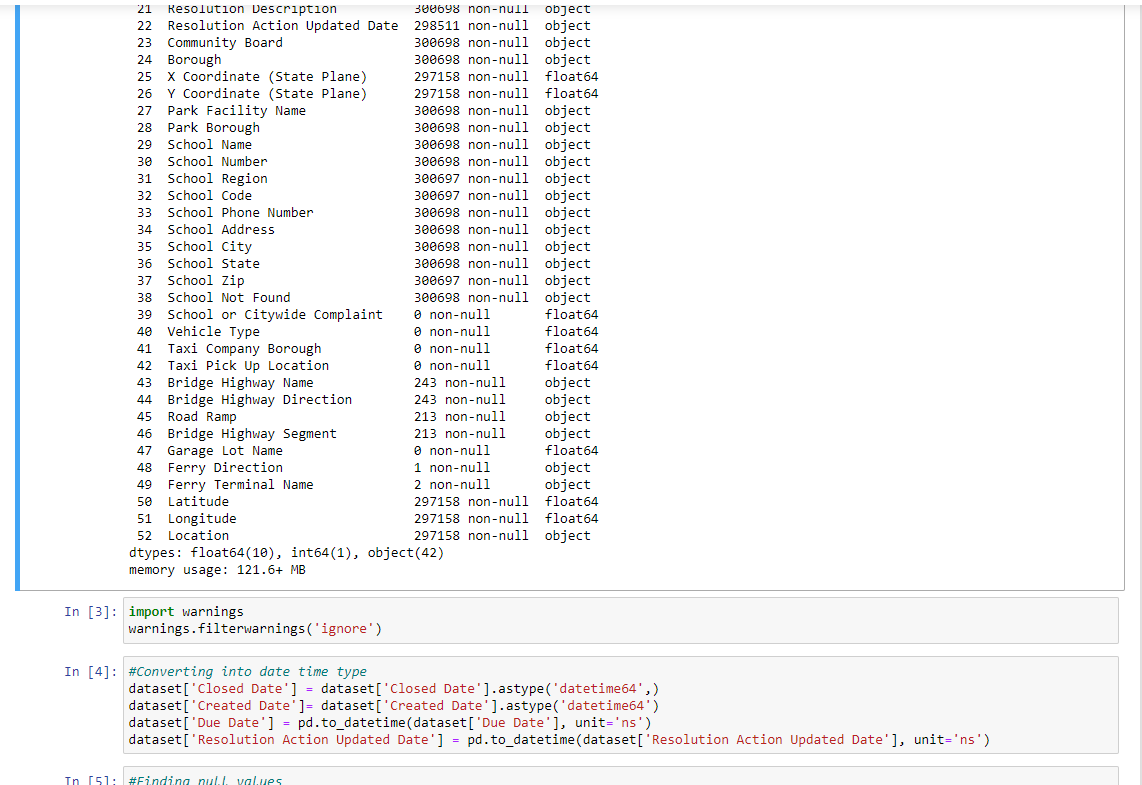 21 Resolution Description 300698 non-null object
22 Resolution Action Updated Date 298511 non-null object
23 Community Board 300698 non-null object
24 Borough 300698 non-null object
25 X Coordinate (State Plane) 297158 non-null float64
26 Y Coordinate (State Plane) 297158 non-null float64
27 Park Facility Name 300698 non-null object
28 Park Borough 300698 non-null object
29 School Name 300698 non-null object
30 School Number 300698 non-null object
31 School Region 300697 non-null object
32 School Code 300697 non-null object
33 School Phone Number 300698 non-null object
34 School Address 300698 non-null object
35 School City 300698 non-null object
36 School State 300698 non-null object
37 School Zip 300697 non-null object
38 School Not Found 300698 non-null object
39 School or Citywide Complaint 0 non-null float64
40 Vehicle Type 0 non-null float64
41 Taxi Company Borough 0 non-null float64
42 Taxi Pick Up Location 0 non-null float64
43 Bridge Highway Name 243 non-null object
44 Bridge Highway Direction 243 non-null object
45 Road Ramp 213 non-null object
46 Bridge Highway Segment 213 non-null object
47 Garage Lot Name 0 non-null float64
48 Ferry Direction 1 non-null object
49 Ferry Terminal Name 2 non-null object
50 Latitude 297158 non-null float64
51 Longitude 297158 non-null float64
52 Location 297158 non-null object
dtypes: float64(10), int64(1), object(42)
memory usage: 121.6+ MB
In [3]: import warnings
warnings.filterwarnings('ignore')
In [4]: #Converting into date time type
dataset['Closed Date'] = dataset['Closed Date'].astype('datetime64',)
dataset['Created Date']= dataset['Created Date'].astype('datetime64')
dataset['Due Date'] = pd.to_datetime(dataset['Due Date'], unit='ns')
dataset['Resolution Action Updated Date'] = pd.to_datetime(dataset['Resolution Action Updated Date'], unit='ns')
In [5]: #Finding null values